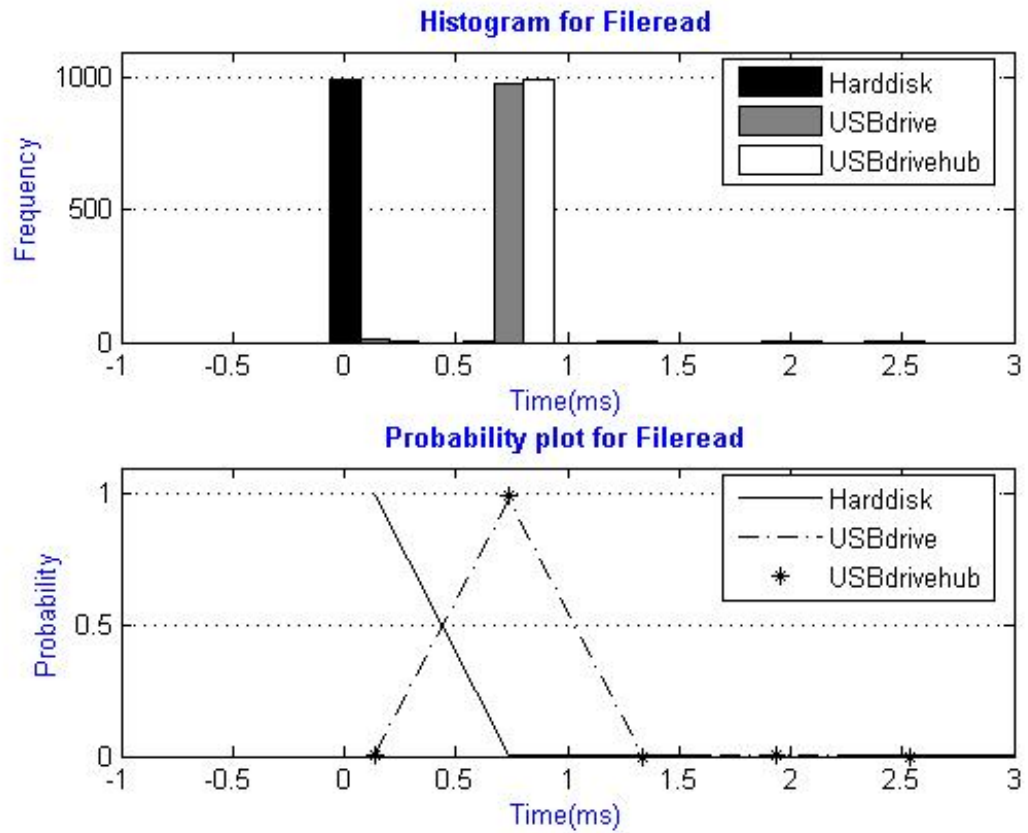 Histogram for Fileread
1000
500
0
Frequency
Harddisk
USBdrive
USBdrivehub
-1 -0.5 0 0.5 1 1.5 2 2.5 3
Time(ms)
Probability plot for Fileread
1
0.5
0
Probability
Harddisk
USBdrive
USBdrivehub
-1 -0.5 0 0.5 1 1.5 2 2.5 3
Time(ms)